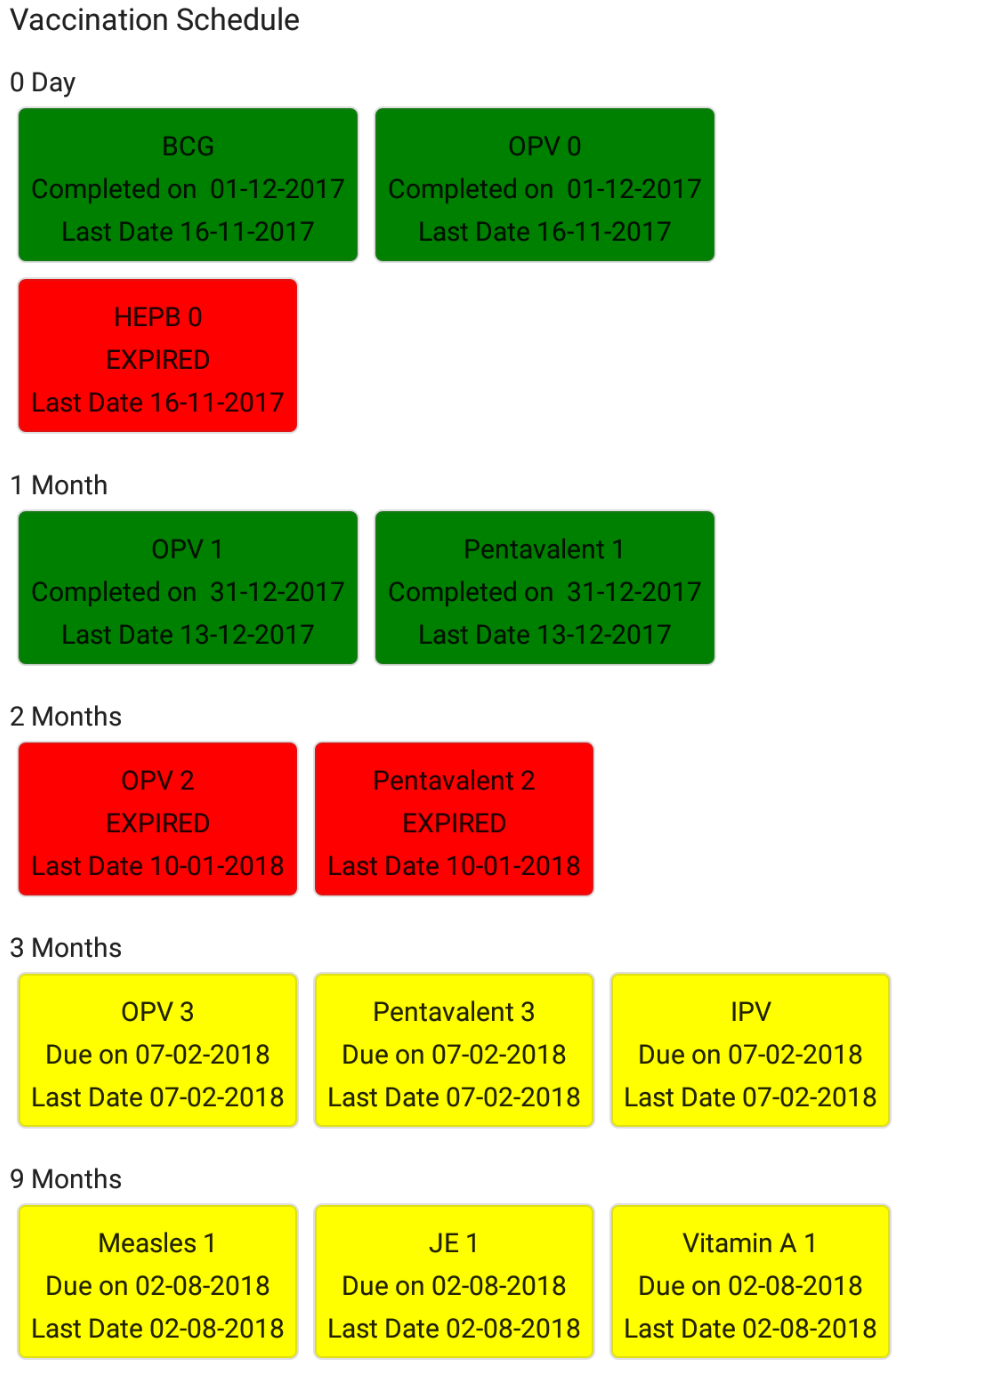 Vaccination Schedule
0 Day
BCG
Completed on  01-12-2017
Last Date 16-11-2017
OPV 0
Completed on  01-12-2017
Last Date 16-11-2017
HEPB 0
EXPIRED
Last Date 16-11-2017
1 Month
OPV 1
Completed on  31-12-2017
Last Date 13-12-2017
Pentavalent 1
Completed on  31-12-2017
Last Date 13-12-2017
2 Months
OPV 2
EXPIRED
Last Date 10-01-2018
Pentavalent 2
EXPIRED
Last Date 10-01-2018
3 Months
OPV 3
Due on 07-02-2018
Last Date 07-02-2018
Pentavalent 3
Due on 07-02-2018
Last Date 07-02-2018
IPV
Due on 07-02-2018
Last Date 07-02-2018
9 Months
Measles 1
Due on 02-08-2018
Last Date 02-08-2018
JE 1
Due on 02-08-2018
Last Date 02-08-2018
Vitamin A 1
Due on 02-08-2018
Last Date 02-08-2018